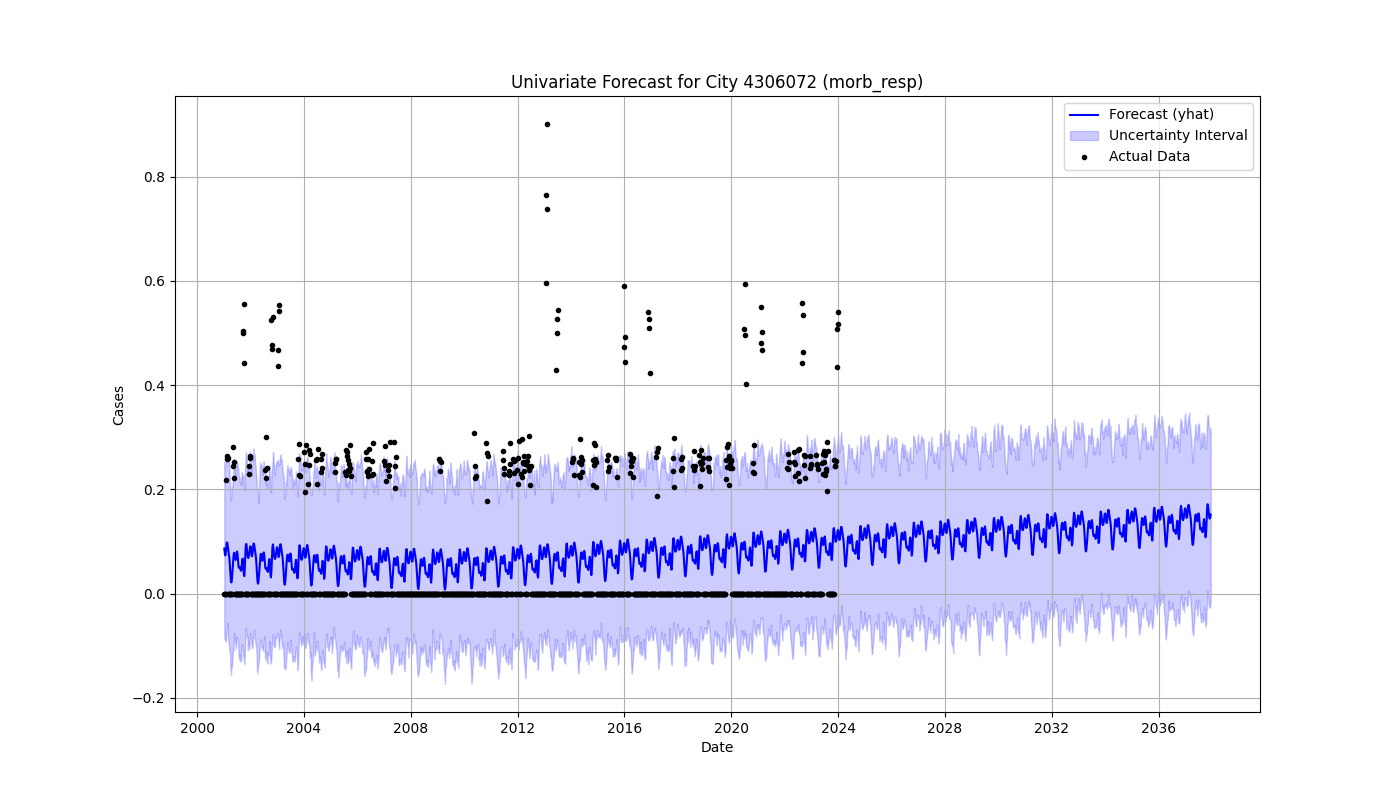 Univariate Forecast for City 4306072 (morb_resp)
Forecast (yhat)
Uncertainty Interval
Actual Data
Cases
0.8
0.6
0.4
0.2
0.0
−0.2
2000 2004 2008 2012 2016 2020 2024 2028 2032 2036
Date